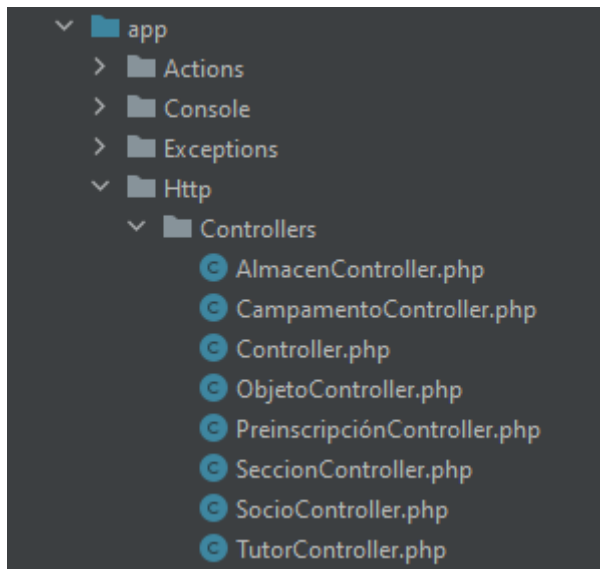 app
Actions
Console
Exceptions
Http
Controllers
AlmacenController.php
CampamentoController.php
Controller.php
ObjetoController.php
PreinscripciónController.php
SeccionController.php
SocioController.php
TutorController.php